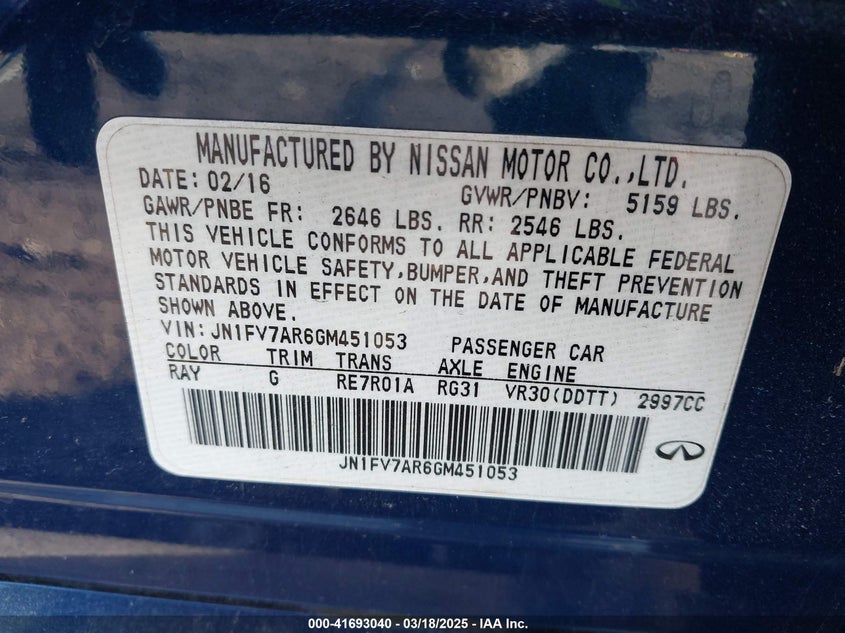 MANUFACTURED BY NISSAN MOTOR CO.,LTD.
DATE: 02/16 GVWR/PNBV: 5159 LBS.
GAWR/PNBE FR: 2646 LBS. RR: 2546 LBS.
THIS VEHICLE CONFORMS TO ALL APPLICABLE FEDERAL
MOTOR VEHICLE SAFETY,BUMPER,AND THEFT PREVENTION
STANDARDS IN EFFECT ON THE DATE OF MANUFACTURE
SHOWN ABOVE.
VIN:JN1FV7AR6GM451053 PASSENGER CAR
COLOR TRIM TRANS AXLE ENGINE
RAY G RE7R01A RG31 VR30(DDTT) 2997CC
JN1FV7AR6GM451053
000-41693040 - 03/18/2025 - IAA Inc.